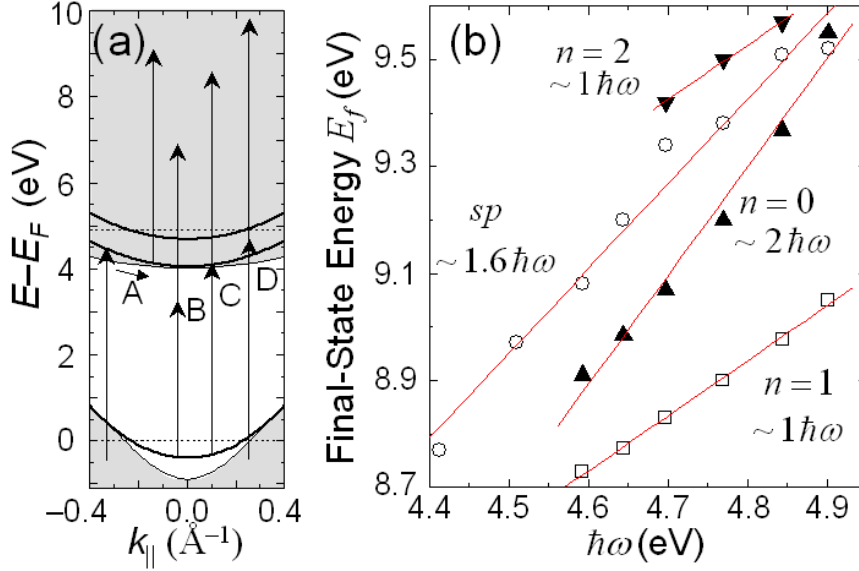 (a)
10
8
6
4
2
0
E–E_F (eV)
−0.4
0.0
0.4
k_|| (Å⁻¹)
A
B
C
D
(b)
9.5
9.3
9.1
8.9
8.7
Final-State Energy E_f (eV)
4.4
4.5
4.6
4.7
4.8
4.9
ℏω(eV)
n = 2
~ 1ℏω
sp
~ 1.6ℏω
n = 0
~ 2ℏω
n = 1
~ 1ℏω